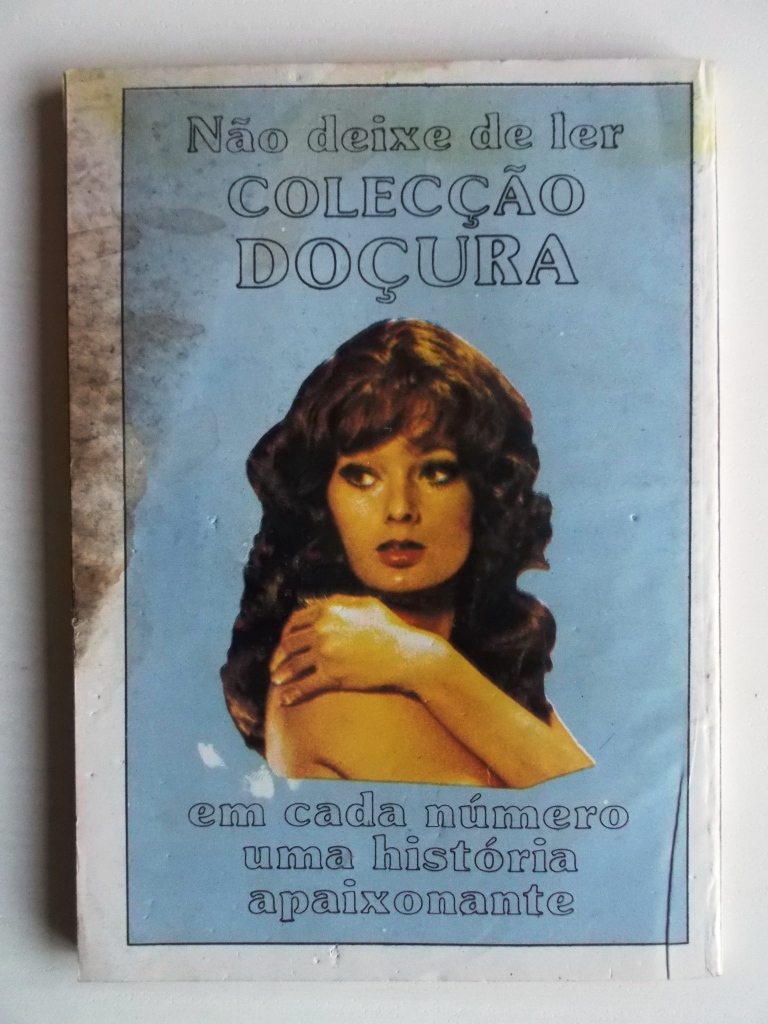 Não deixe de ler
COLECÇÃO
DOÇURA
em cada número
uma história
apaixonante